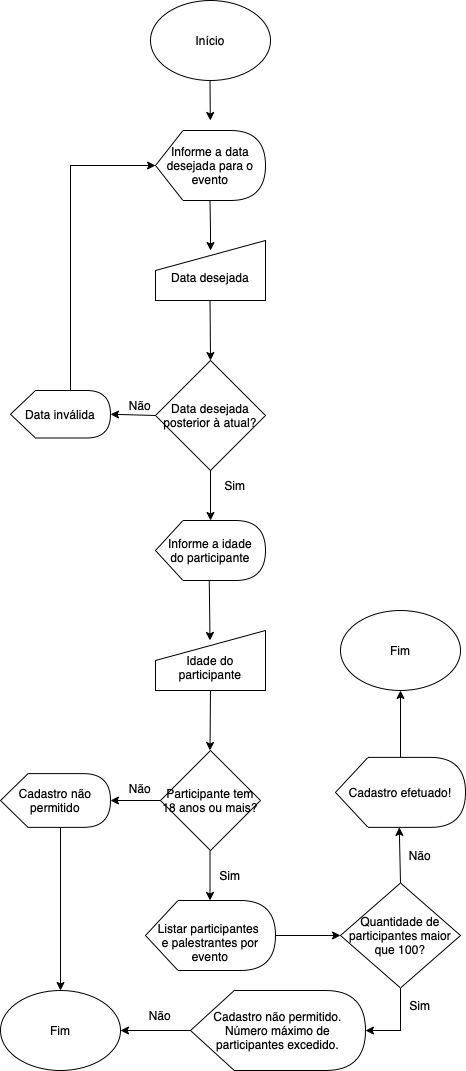 Início
Informe a data
desejada para o
evento
Data desejada
Não
Data inválida
Data desejada
posterior à atual?
Sim
Informe a idade
do participante
Idade do
participante
Fim
Cadastro não
permitido
Não
Participante tem
18 anos ou mais?
Cadastro efetuado!
Sim
Não
Listar participantes
e palestrantes por
evento
Quantidade de
participantes maior
que 100?
Sim
Fim
Não
Cadastro não permitido.
Número máximo de
participantes excedido.